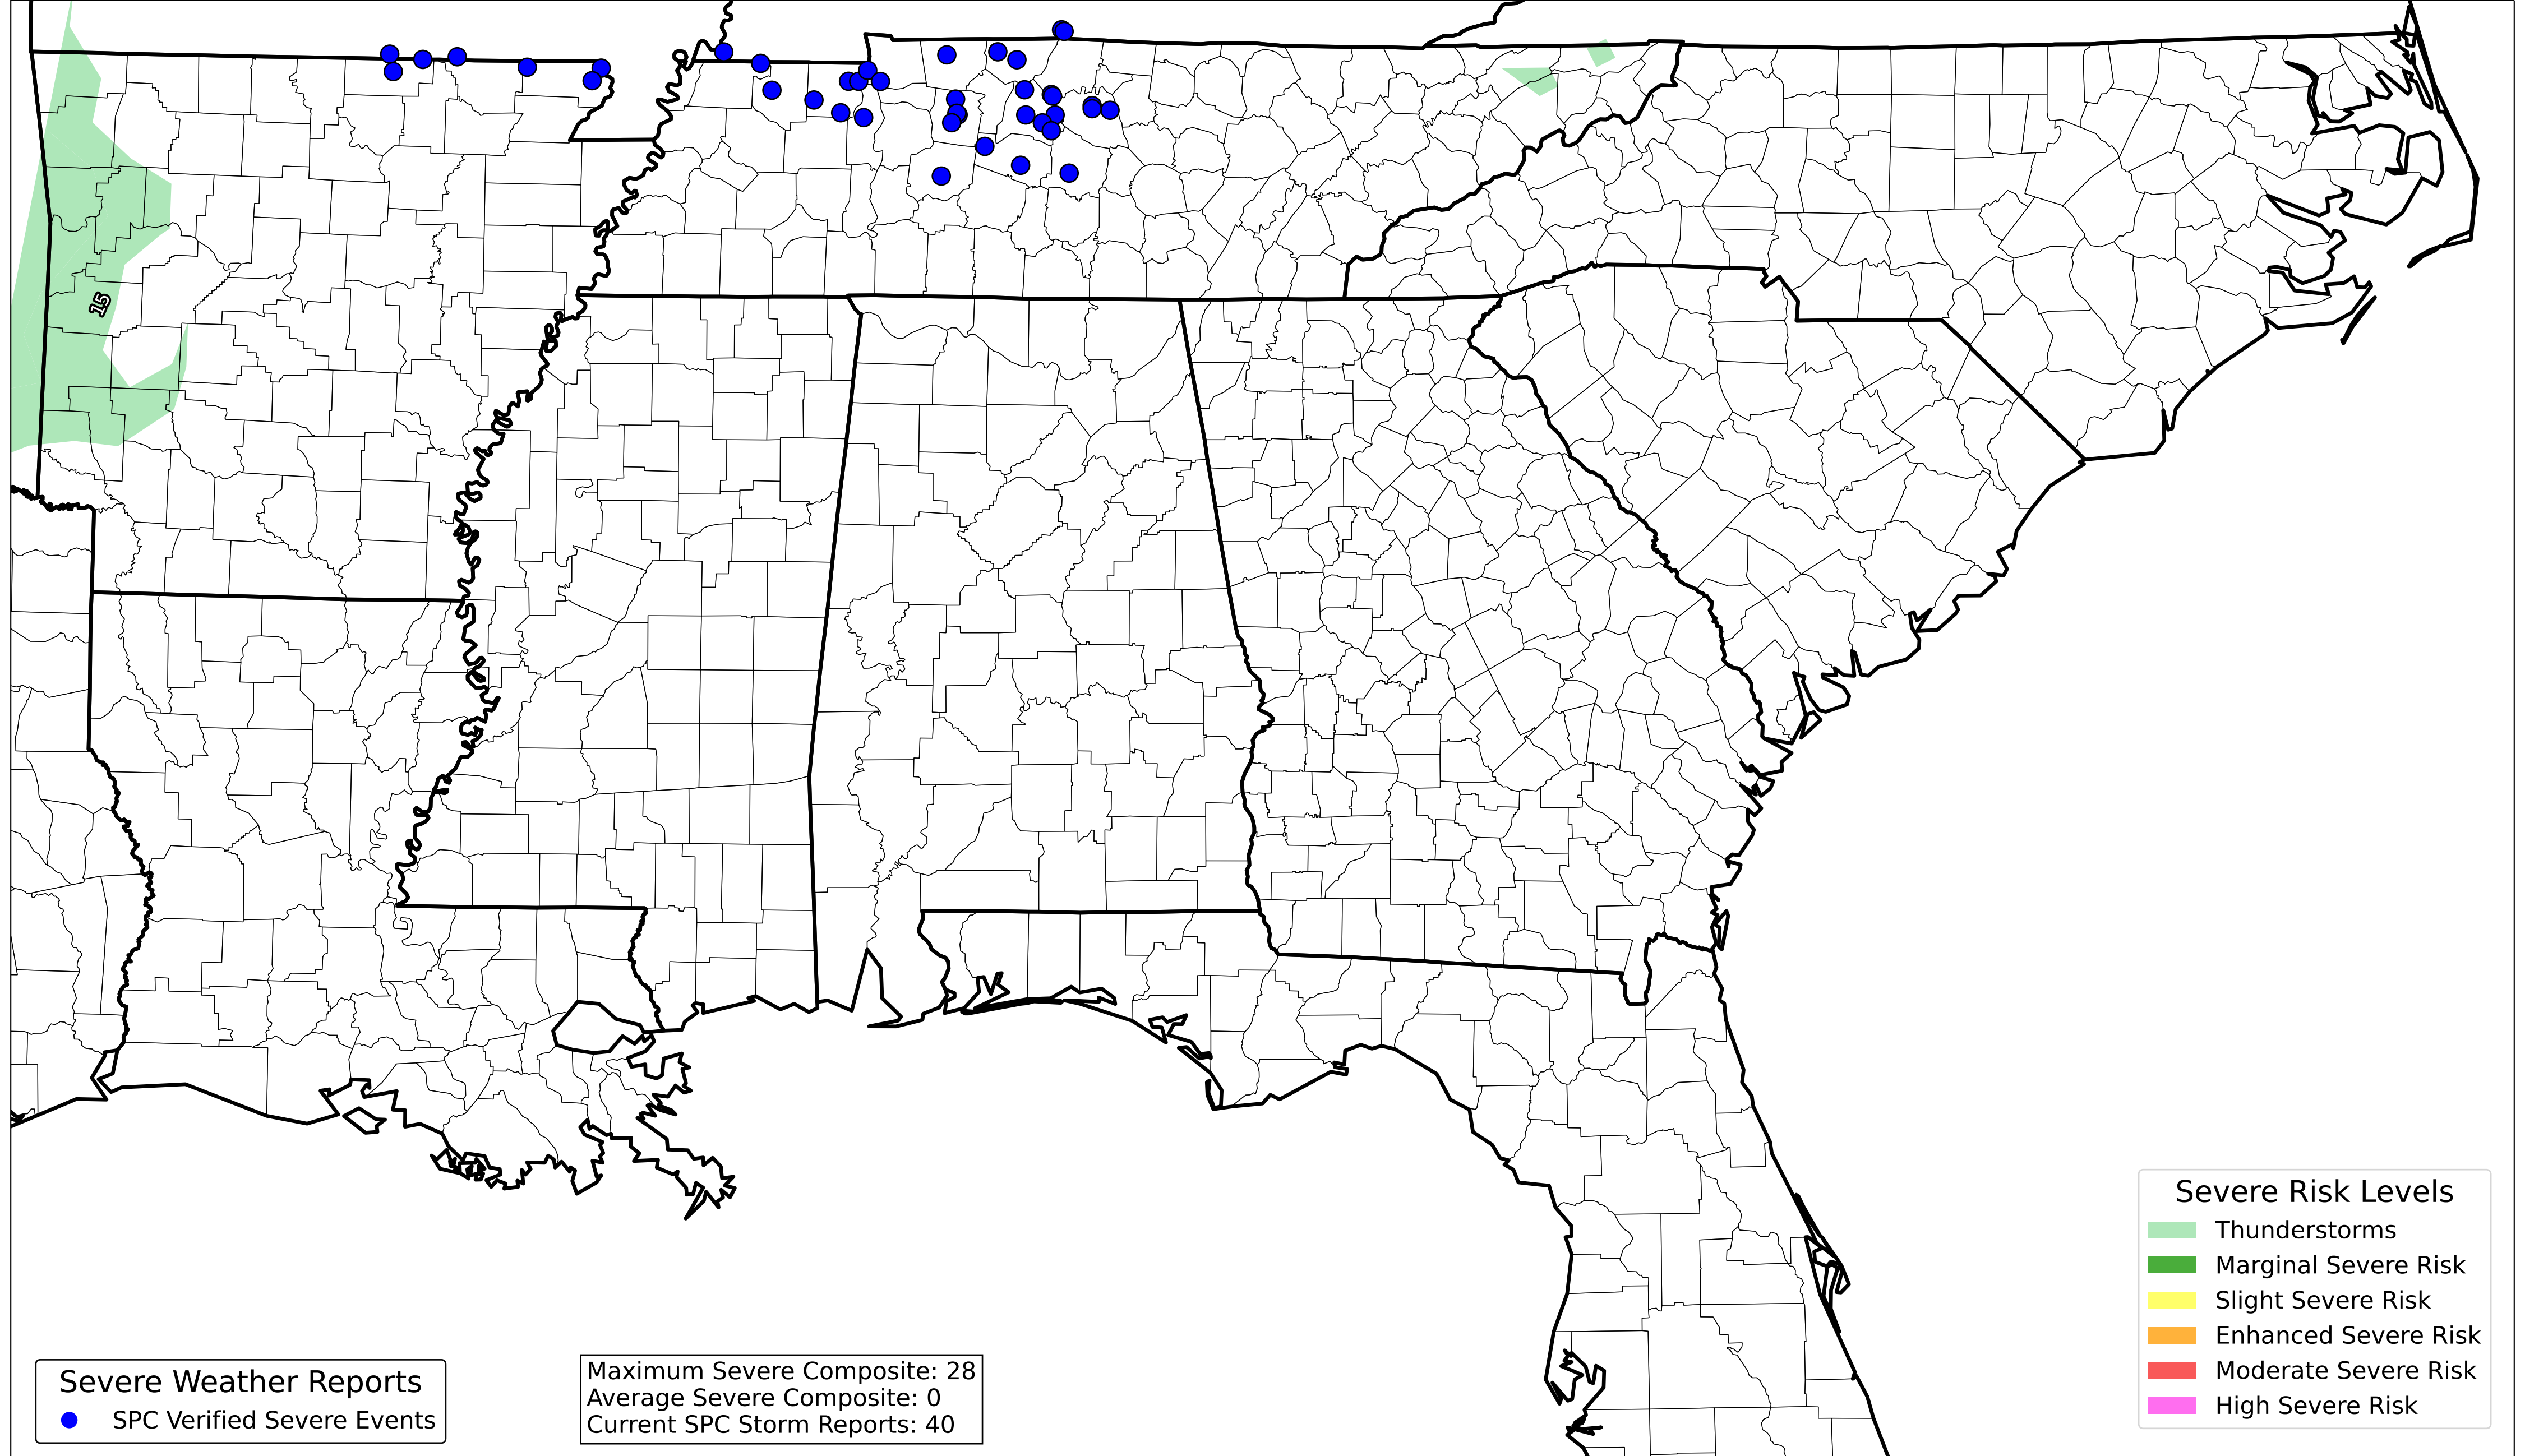 15
Severe Risk Levels
Thunderstorms
Marginal Severe Risk
Slight Severe Risk
Enhanced Severe Risk
Moderate Severe Risk
High Severe Risk
Severe Weather Reports
SPC Verified Severe Events
Maximum Severe Composite: 28
Average Severe Composite: 0
Current SPC Storm Reports: 40